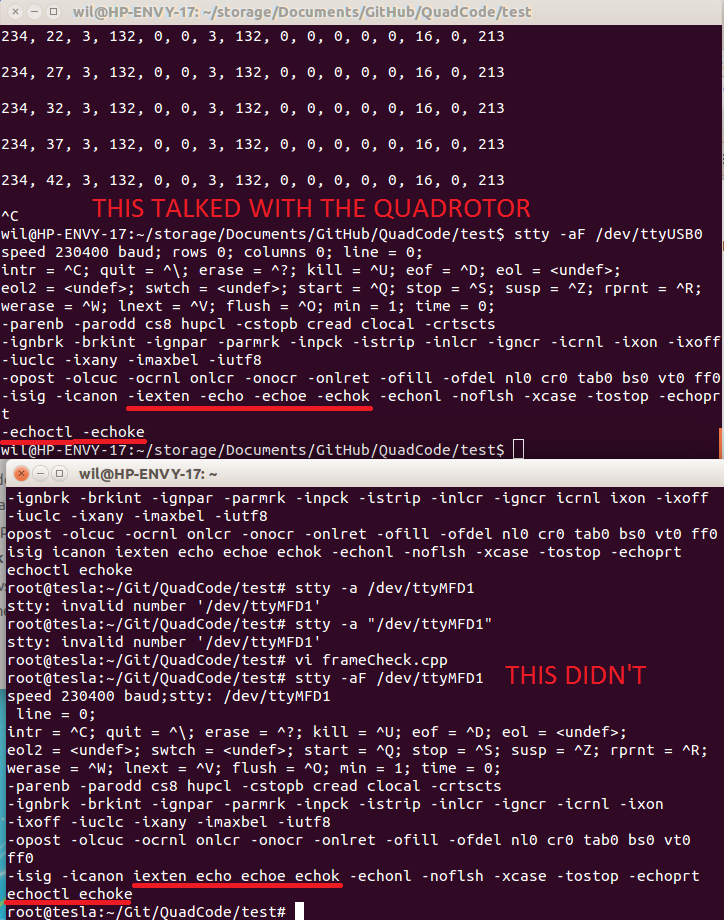 wil@HP-ENVY-17: ~/storage/Documents/GitHub/QuadCode/test
234, 22, 3, 132, 0, 0, 3, 132, 0, 0, 0, 0, 0, 16, 0, 213
234, 27, 3, 132, 0, 0, 3, 132, 0, 0, 0, 0, 0, 16, 0, 213
234, 32, 3, 132, 0, 0, 3, 132, 0, 0, 0, 0, 0, 16, 0, 213
234, 37, 3, 132, 0, 0, 3, 132, 0, 0, 0, 0, 0, 16, 0, 213
234, 42, 3, 132, 0, 0, 3, 132, 0, 0, 0, 0, 0, 16, 0, 213
^C
THIS TALKED WITH THE QUADROTOR
wil@HP-ENVY-17:~/storage/Documents/GitHub/QuadCode/test$ stty -aF /dev/ttyUSB0
speed 230400 baud; rows 0; columns 0; line = 0;
intr = ^C; quit = ^\; erase = ^?; kill = ^U; eof = ^D; eol = <undef>;
eol2 = <undef>; swtch = <undef>; start = ^Q; stop = ^S; susp = ^Z; rprnt = ^R;
werase = ^W; lnext = ^V; flush = ^O; min = 1; time = 0;
-parenb -parodd cs8 hupcl -cstopb cread clocal -crtscts
-ignbrk -brkint -ignpar -parmrk -inpck -istrip -inlcr -igncr -icrnl -ixon -ixoff
-iuclc -ixany -imaxbel -iutf8
-opost -olcuc -ocrnl onlcr -onocr -onlret -ofill -ofdel nl0 cr0 tab0 bs0 vt0 ff0
-isig -icanon -iexten -echo -echoe -echok -echonl -noflsh -xcase -tostop -echopr
t
-echoctl -echoke
wil@HP-ENVY-17:~/storage/Documents/GitHub/QuadCode/test$
wil@HP-ENVY-17: ~
-ignbrk -brkint -ignpar -parmrk -inpck -istrip -inlcr -igncr icrnl ixon -ixoff
-iuclc -ixany -imaxbel -iutf8
opost -olcuc -ocrnl onlcr -onocr -onlret -ofill -ofdel nl0 cr0 tab0 bs0 vt0 ff0
isig icanon iexten echo echoe echok -echonl -noflsh -xcase -tostop -echoprt
echoctl echoke
root@tesla:~/Git/QuadCode/test# stty -a /dev/ttyMFD1
stty: invalid number '/dev/ttyMFD1'
root@tesla:~/Git/QuadCode/test# stty -a "/dev/ttyMFD1"
stty: invalid number '/dev/ttyMFD1'
root@tesla:~/Git/QuadCode/test# vi frameCheck.cpp
root@tesla:~/Git/QuadCode/test# stty -aF /dev/ttyMFD1
THIS DIDN'T
speed 230400 baud;stty: /dev/ttyMFD1
line = 0;
intr = ^C; quit = ^\; erase = ^?; kill = ^U; eof = ^D; eol = <undef>;
eol2 = <undef>; swtch = <undef>; start = ^Q; stop = ^S; susp = ^Z; rprnt = ^R;
werase = ^W; lnext = ^V; flush = ^O; min = 1; time = 0;
-parenb -parodd cs8 hupcl -cstopb cread clocal -crtscts
-ignbrk -brkint -ignpar -parmrk -inpck -istrip -inlcr -igncr -icrnl -ixon
-ixoff -iuclc -ixany -imaxbel -iutf8
-opost -olcuc -ocrnl onlcr -onocr -onlret -ofill -ofdel nl0 cr0 tab0 bs0 vt0
ff0
-isig -icanon iexten echo echoe echok -echonl -noflsh -xcase -tostop -echoprt
echoctl echoke
root@tesla:~/Git/QuadCode/test#